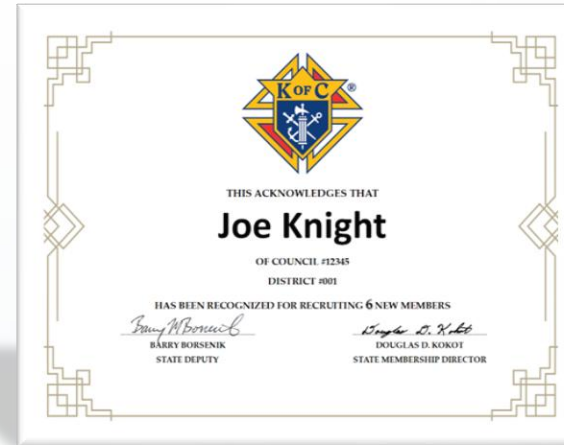 K OF C ®
THIS ACKNOWLEDGES THAT
Joe Knight
OF COUNCIL #12345
DISTRICT #001
HAS BEEN RECOGNIZED FOR RECRUITING 6 NEW MEMBERS
Barry M Borsenik
Douglas D. Kokot
BARRY BORSENIK
DOUGLAS D. KOKOT
STATE DEPUTY
STATE MEMBERSHIP DIRECTOR